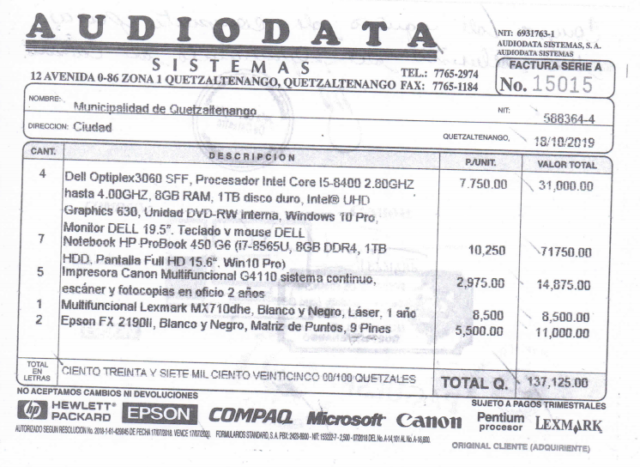 AUDIODATA
SISTEMAS
12 AVENIDA 0-86 ZONA 1 QUETZALTENANGO, QUETZALTENANGO
TEL.: 7765-2974
FAX: 7765-1184
NIT: 6931763-1
AUDIODATA SISTEMAS, S. A.
AUDIODATA SISTEMAS
FACTURA SERIE A
No. 15015
NOMBRE: Municipalidad de Quezaltenango
NIT: 588364-4
DIRECCION: Ciudad
QUETZALTENANGO, 18/10/2019
CANT. DESCRIPCION P./UNIT. VALOR TOTAL
4 Dell Optiplex3060 SFF, Procesador Intel Core I5-8400 2.80GHZ 7.750.00 31,000.00
hasta 4.00GHZ, 8GB RAM, 1TB disco duro, Intel® UHD
Graphics 630, Unidad DVD-RW interna, Windows 10 Pro,
Monitor DELL 19.5". Teclado v mouse DELL
7 Notebook HP ProBook 450 G6 (i7-8565U, 8GB DDR4, 1TB 10,250 71750.00
HDD. Pantalla Full HD 15.6". Win10 Pro)
5 Impresora Canon Multifuncional G4110 sistema continuo, 2,975.00 14,875.00
escáner y fotocopias en oficio 2 años
1 Multifuncional Lexmark MX710dhe, Blanco y Negro, Láser, 1 año 8,500 8,500.00
2 Epson FX 2190II, Blanco y Negro, Matriz de Puntos, 9 Pines 5,500.00 11,000.00
TOTAL EN LETRAS CIENTO TREINTA Y SIETE MIL CIENTO VEINTICINCO 00/100 QUETZALES TOTAL Q. 137,125.00
NO ACEPTAMOS CAMBIOS NI DEVOLUCIONES
SUJETO A PAGOS TRIMESTRALES
hp HEWLETT® PACKARD EPSON COMPAQ Microsoft Canon Pentium procesor LEXMARK
AUTORIZADO SEGUN RESOLUCION No.
ORIGINAL CLIENTE (ADQUIRIENTE)